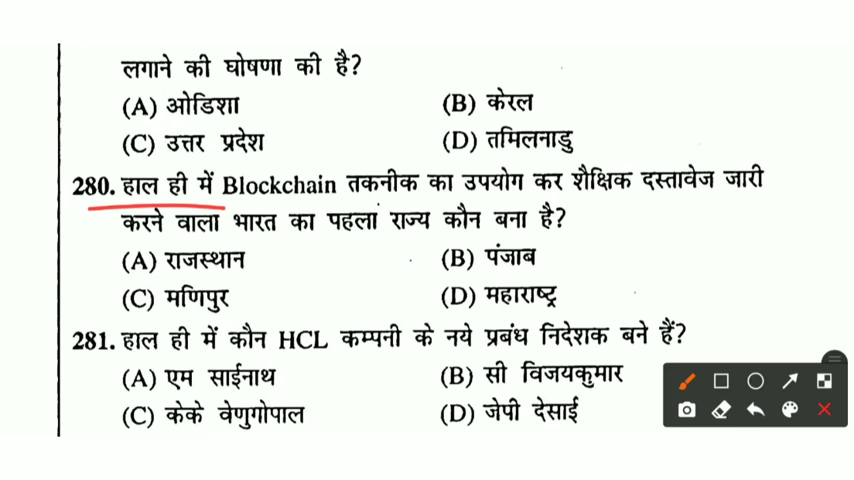 लगाने की घोषणा की है?
(A) ओडिशा (B) केरल
(C) उत्तर प्रदेश (D) तमिलनाडु
280. हाल ही में Blockchain तकनीक का उपयोग कर शैक्षिक दस्तावेज जारी
करने वाला भारत का पहला राज्य कौन बना है?
(A) राजस्थान (B) पंजाब
(C) मणिपुर (D) महाराष्ट्र
281. हाल ही में कौन HCL कम्पनी के नये प्रबंध निदेशक बने हैं?
(A) एम साईनाथ (B) सी विजयकुमार
(C) केके वेणुगोपाल (D) जेपी देसाई